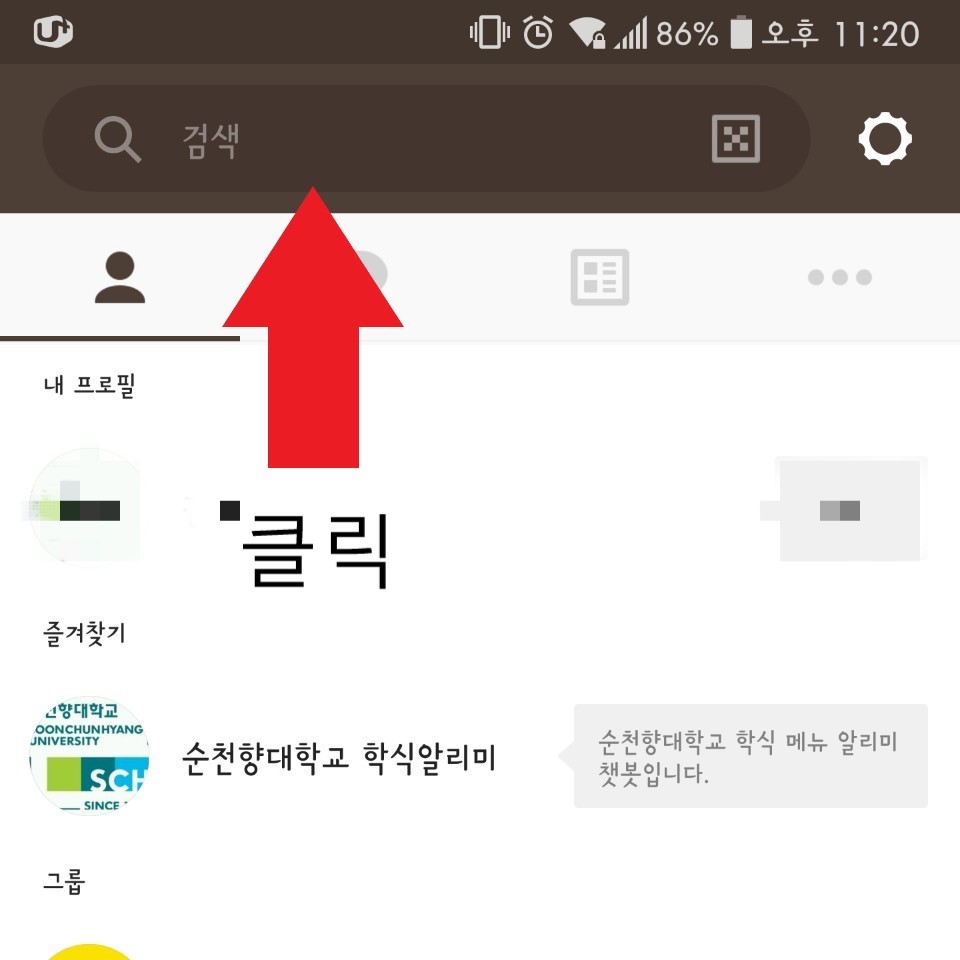 U+
86% 오후 11:20
검색
내 프로필
클릭
즐겨찾기
순천향대학교
OONCHUNHYANG
UNIVERSITY
SCH
SINCE
순천향대학교 학식알리미
순천향대학교 학식 메뉴 알리미
챗봇입니다.
그룹